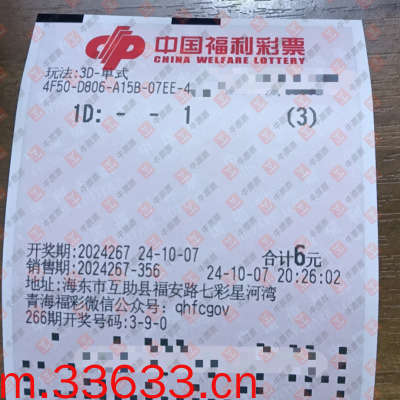 中国福利彩票
CHINA WELFARE LOTTERY
玩法:3D-单式
4F50-D806-A15B-07EE-4
1D: - - 1 (3)
开奖期:2024267 24-10-07 合计6元
销售期:2024267-356 24-10-07 20:26:02
地址:海东市互助县福安路七彩星河湾
青海福彩微信公众号: qhfcgov
266期开奖号码:3-9-0
m.33633.cn